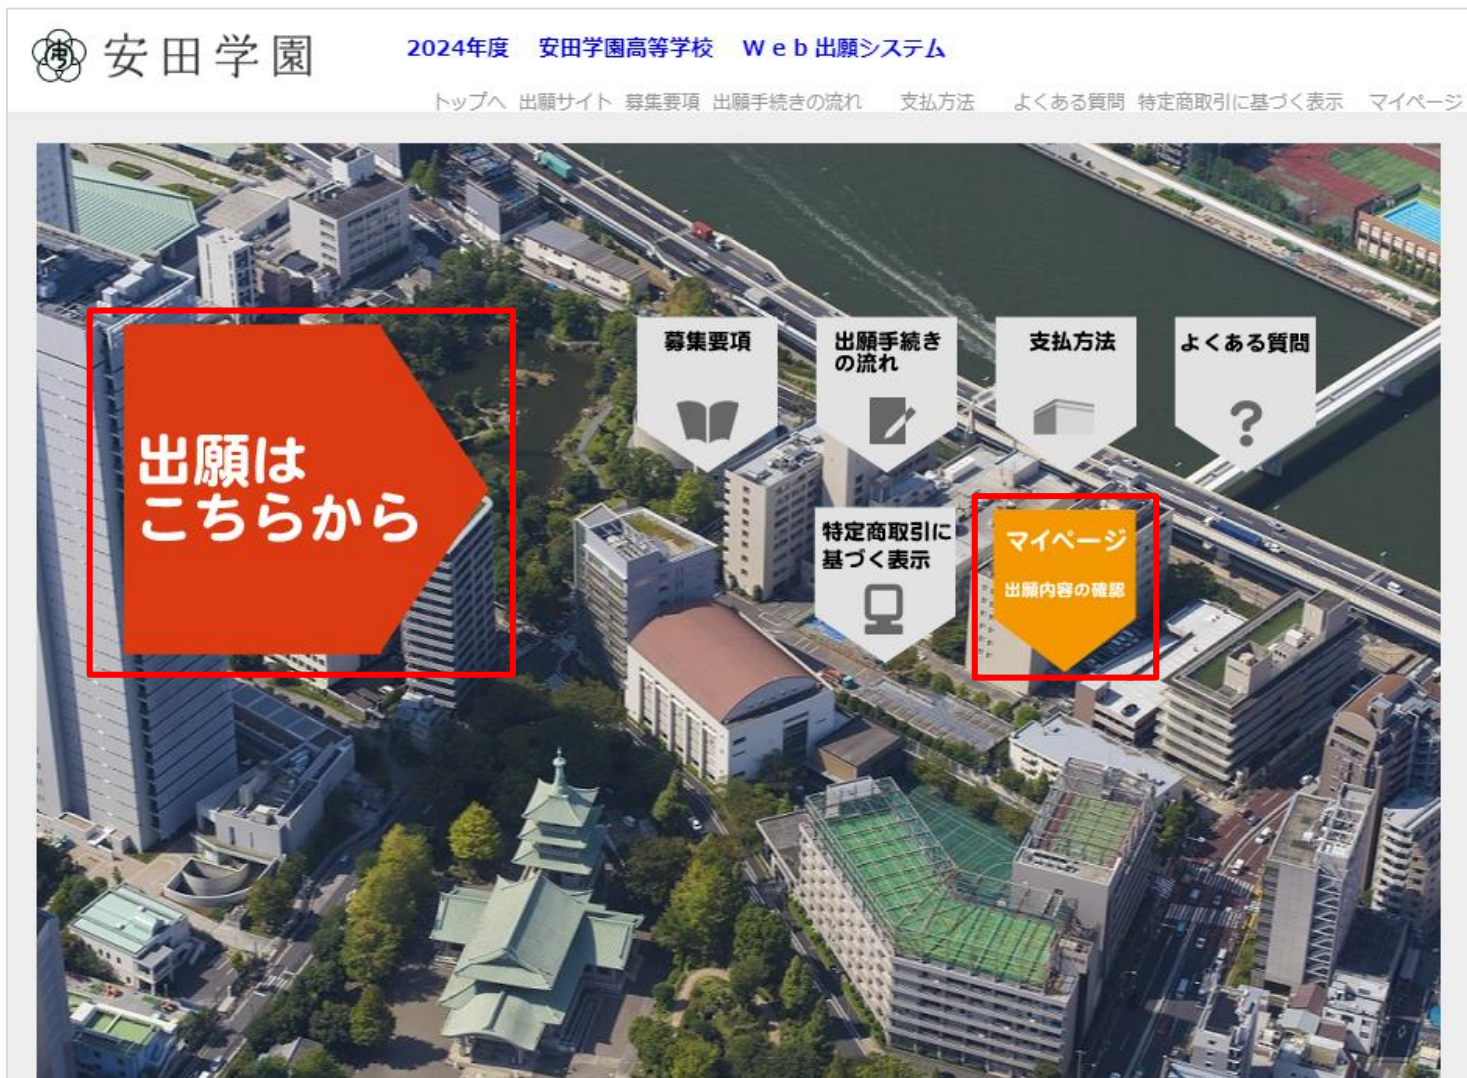 安田学園
2024年度 安田学園高等学校 Ｗｅｂ出願システム
トップへ 出願サイト 募集要項 出願手続きの流れ 支払方法 よくある質問 特定商取引に基づく表示 マイページ
出願は
こちらから
募集要項
出願手続き
の流れ
支払方法
よくある質問
?
特定商取引に
基づく表示
マイページ
出願内容の確認